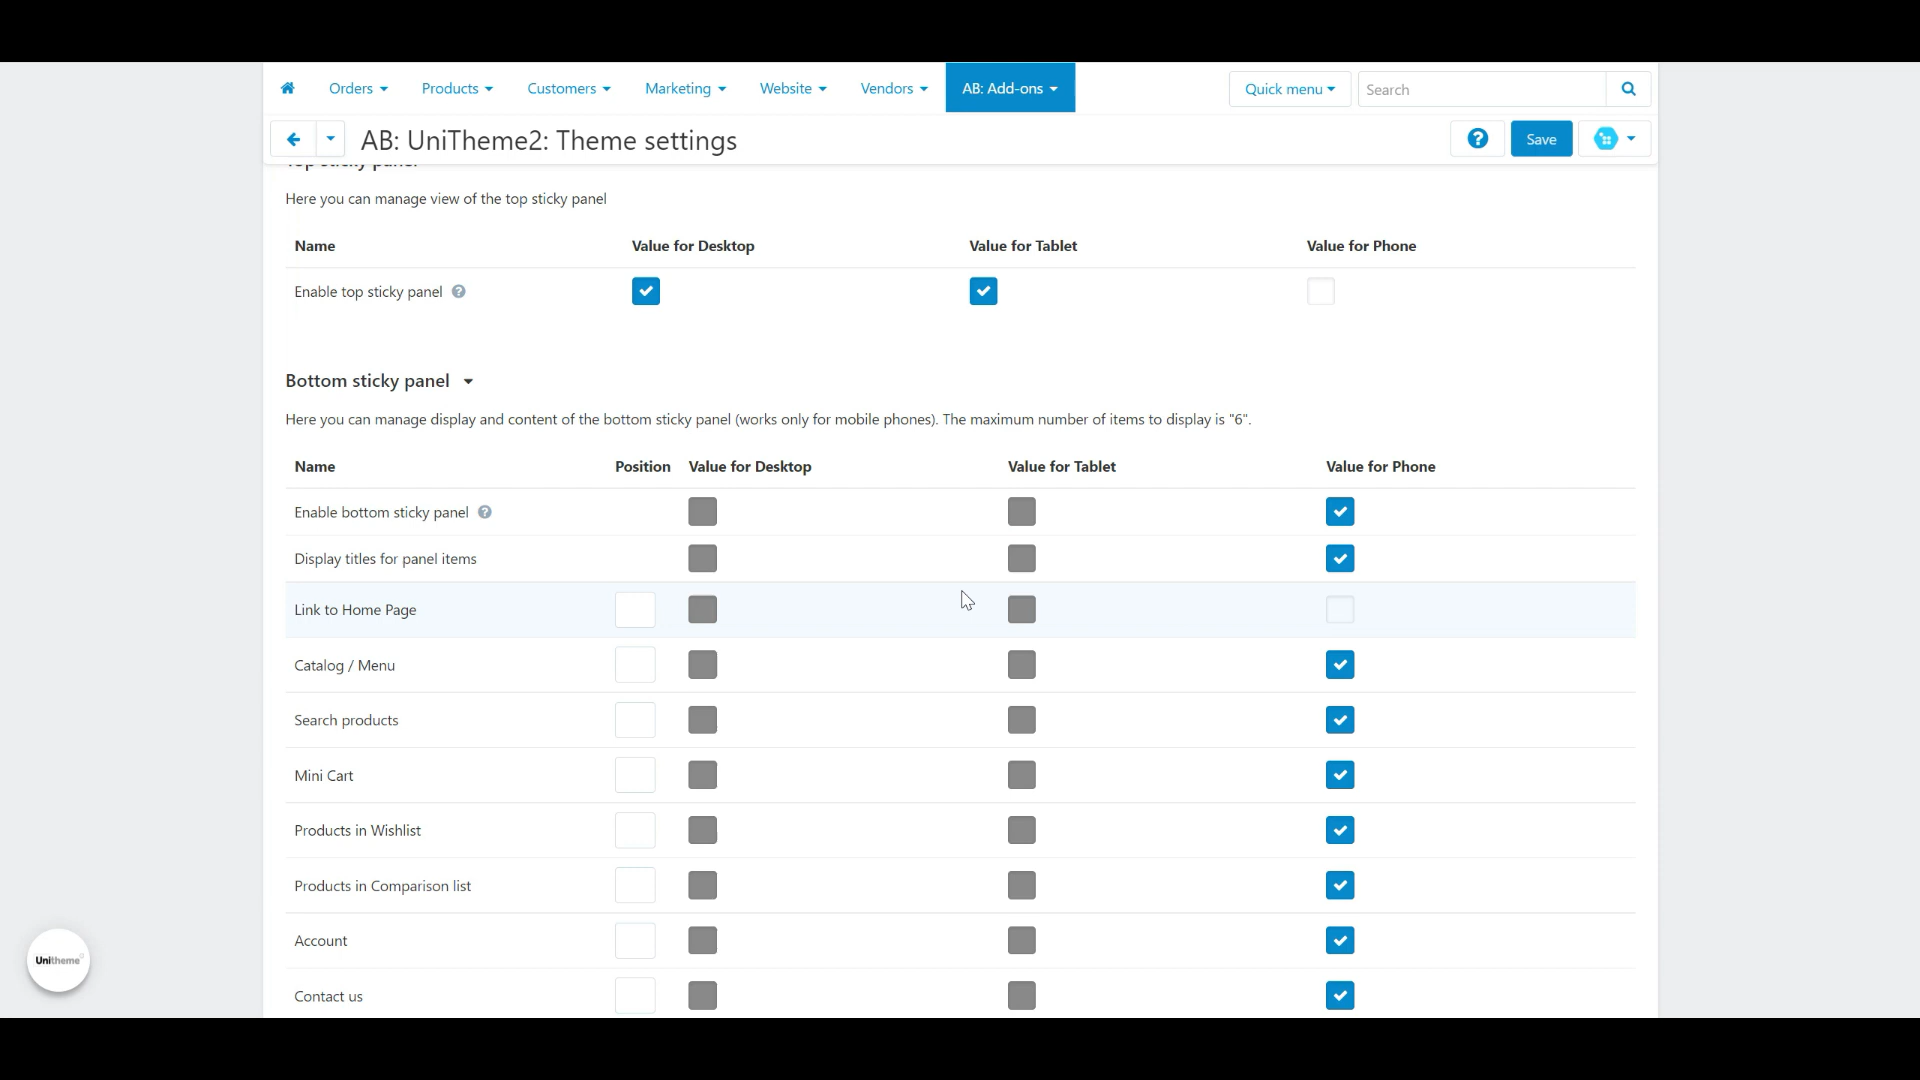 Orders
Products
Customers
Marketing
Website
Vendors
AB: Add-ons
Quick menu
Search
AB: UniTheme2: Theme settings
?
Save
Top sticky panel
Here you can manage view of the top sticky panel
Name Value for Desktop Value for Tablet Value for Phone
Enable top sticky panel ?
Bottom sticky panel
Here you can manage display and content of the bottom sticky panel (works only for mobile phones). The maximum number of items to display is "6".
Name Position Value for Desktop Value for Tablet Value for Phone
Enable bottom sticky panel ?
Display titles for panel items
Link to Home Page
Catalog / Menu
Search products
Mini Cart
Products in Wishlist
Products in Comparison list
Account
Contact us
Unitheme